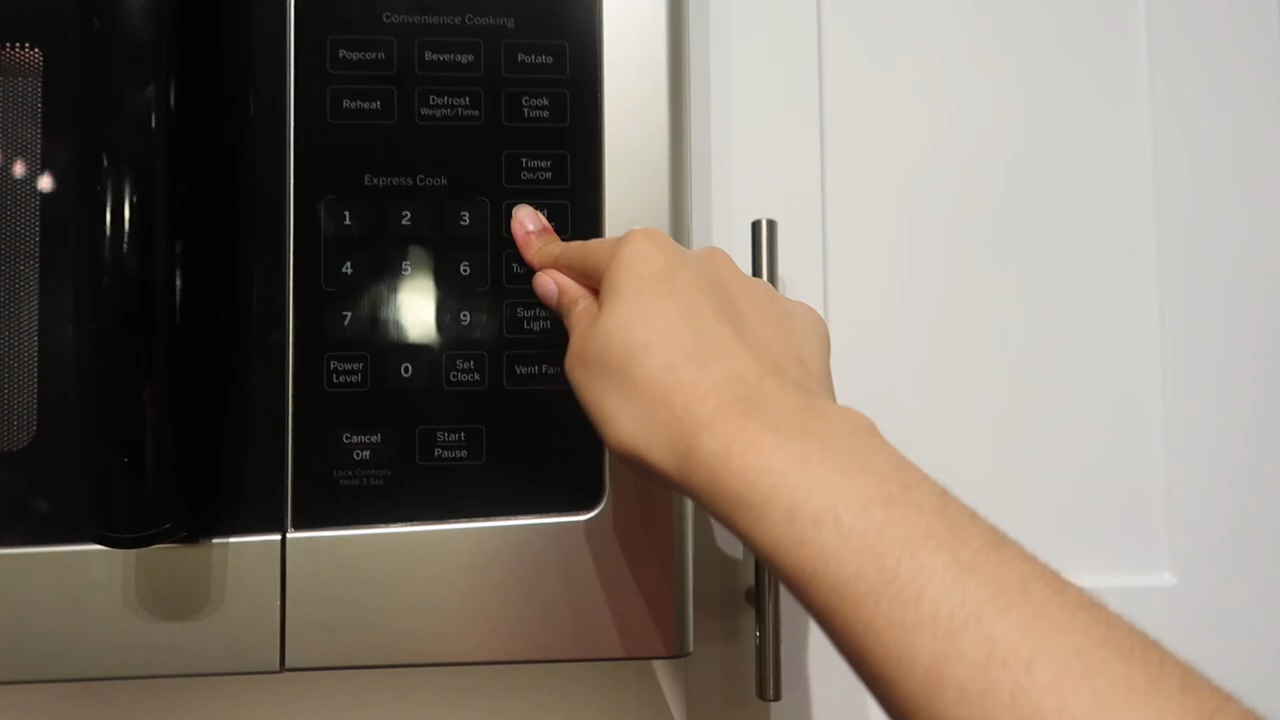 Convenience Cooking
Popcorn Beverage Potato
Reheat Defrost Weight/Time Cook Time
Timer On/Off
Express Cook
1 2 3
4 5 6
7 9 Light
Power Level 0 Set Clock Vent Fan
Cancel Off Start Pause
Lock Controls
Hold 3 Sec